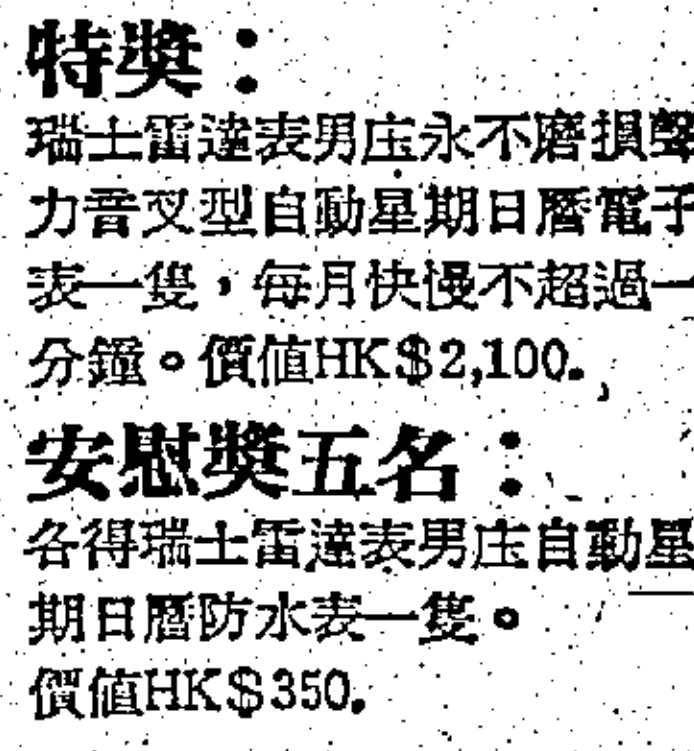 特獎：
瑞士雷達表男庄永不磨損聲
力音叉型自動星期日曆電子
表一隻，每月快慢不超過一
分鐘。價值HK$2,100.
安慰獎五名：
各得瑞士雷達表男庄自動星
期日曆防水表一隻。
價值HK$350.